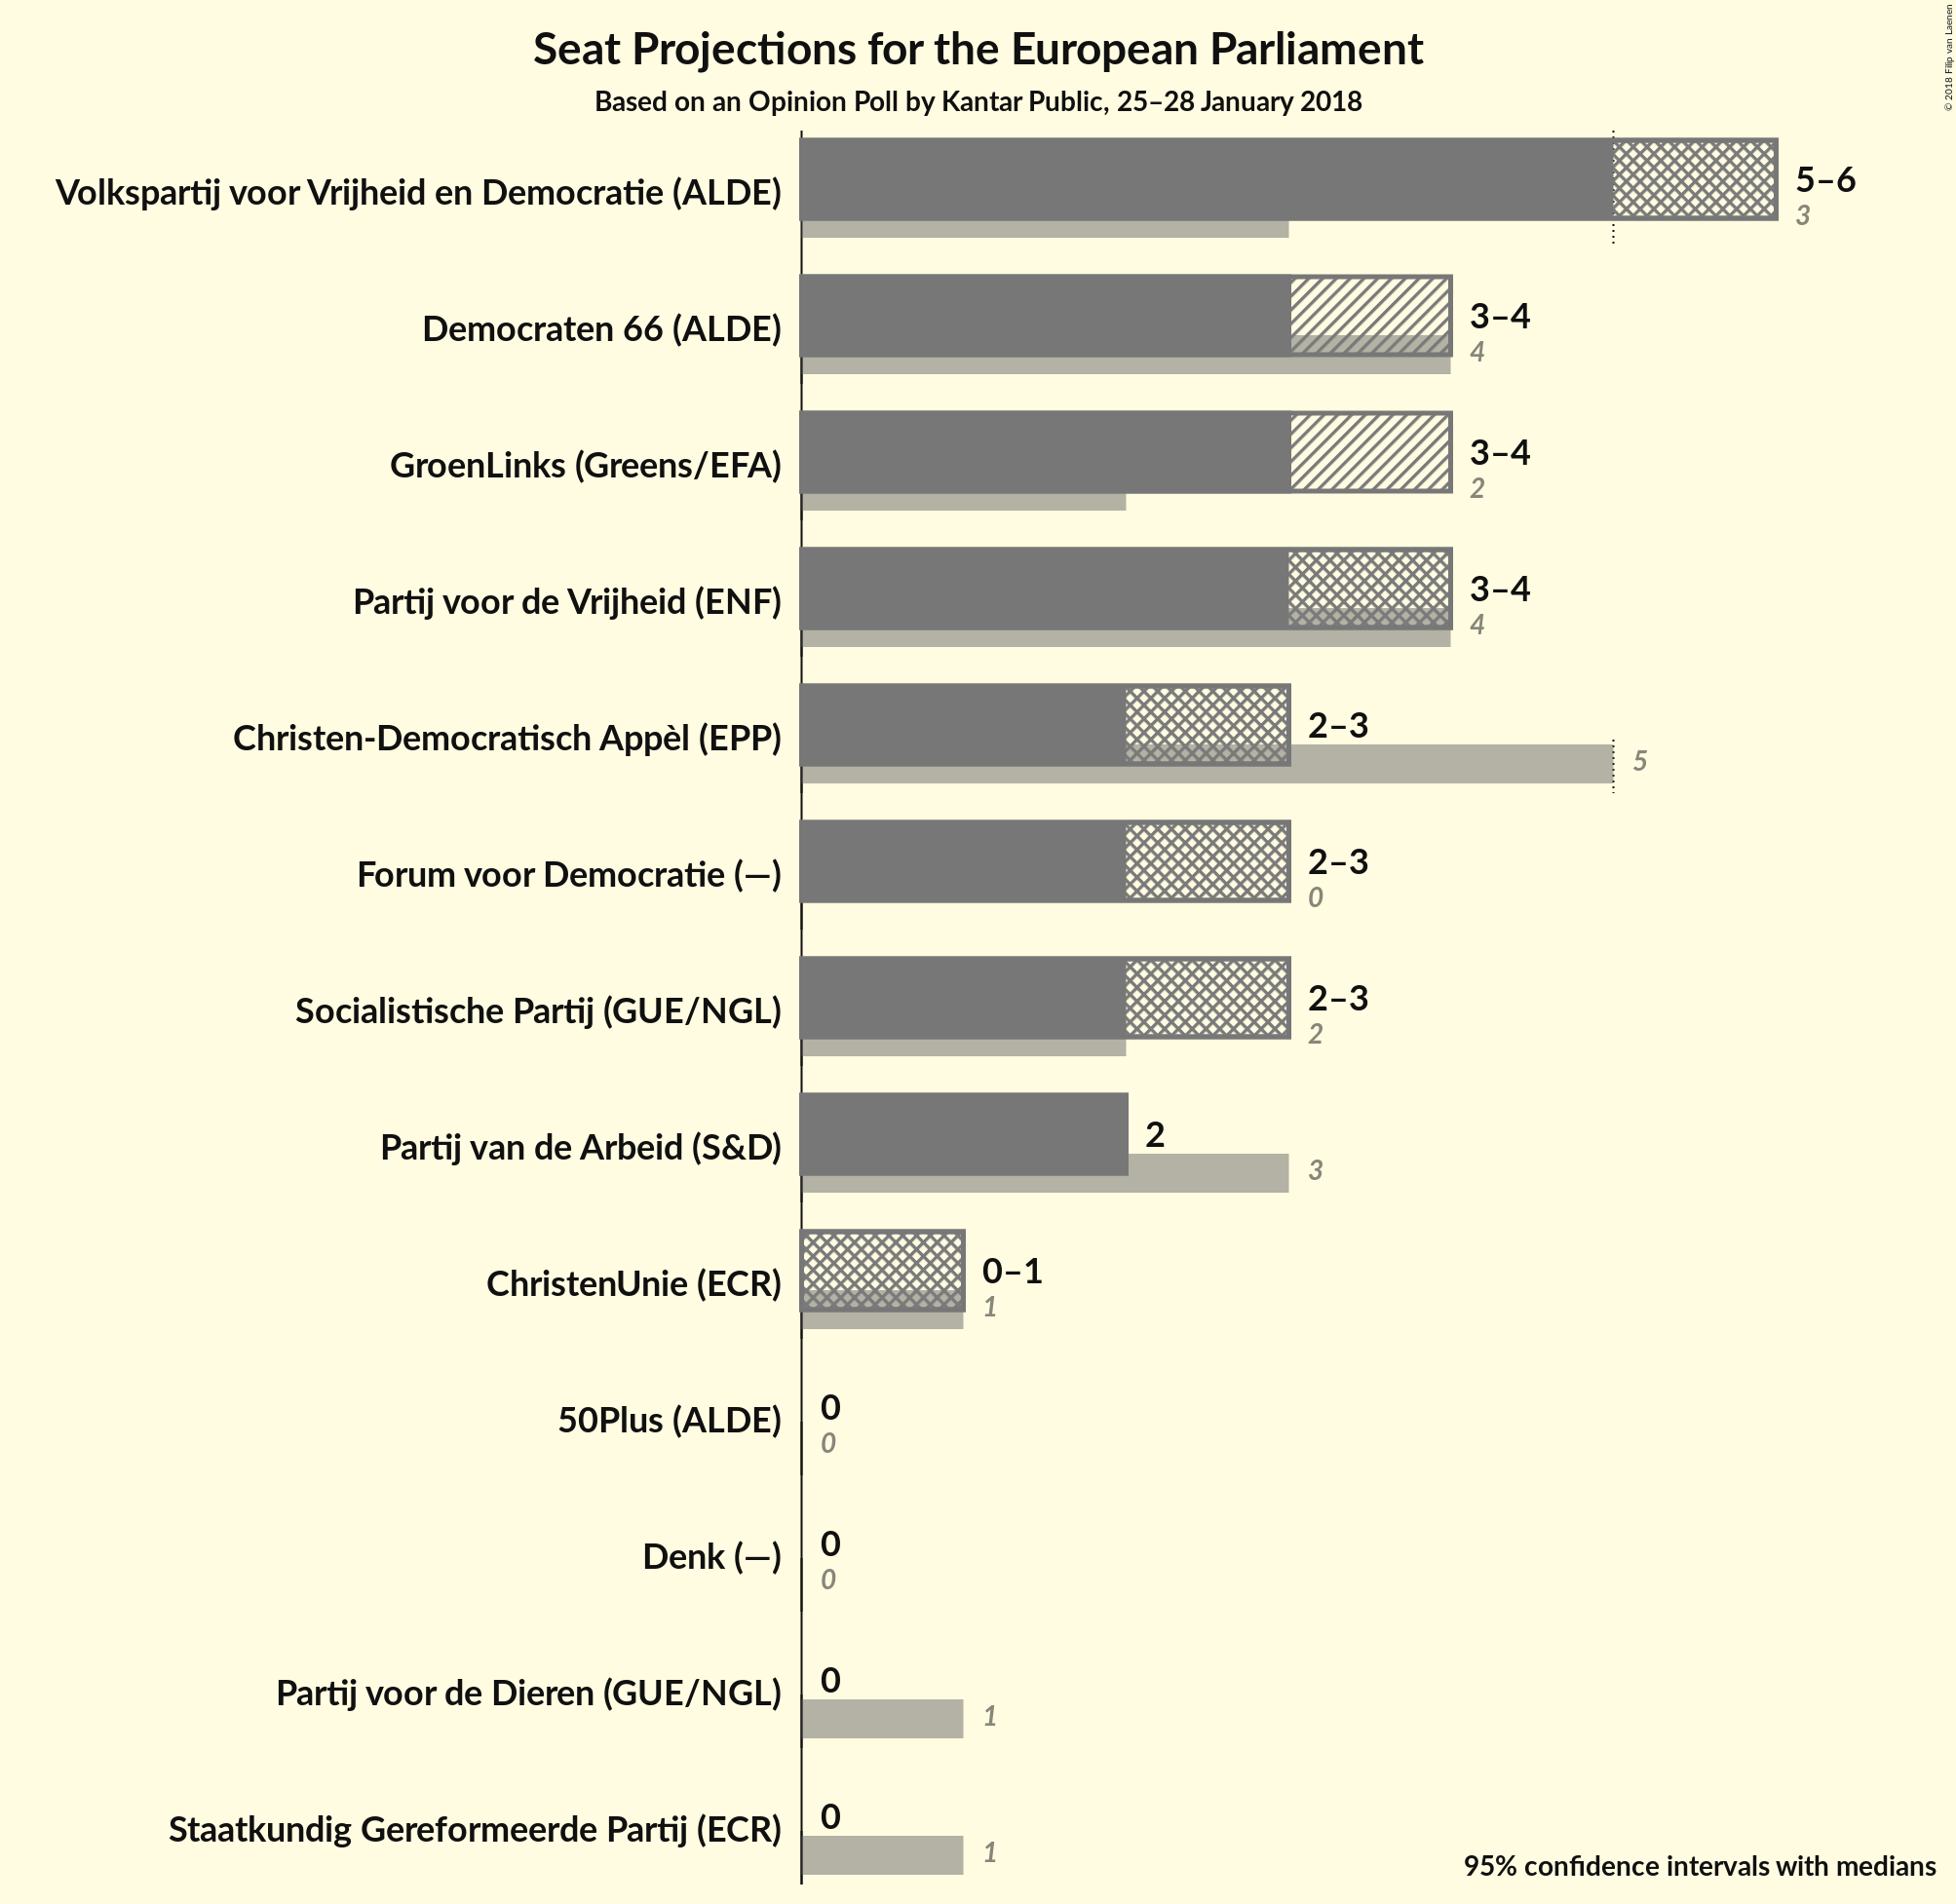 Seat Projections for the European Parliament
Based on an Opinion Poll by Kantar Public, 25–28 January 2018
© 2018 Filip van Laenen
Volkspartij voor Vrijheid en Democratie (ALDE)
5–6
3
Democraten 66 (ALDE)
3–4
4
GroenLinks (Greens/EFA)
3–4
2
Partij voor de Vrijheid (ENF)
3–4
4
Christen-Democratisch Appèl (EPP)
2–3
5
Forum voor Democratie (—)
2–3
0
Socialistische Partij (GUE/NGL)
2–3
2
Partij van de Arbeid (S&D)
2
3
ChristenUnie (ECR)
0–1
1
50Plus (ALDE)
0
0
Denk (—)
0
0
Partij voor de Dieren (GUE/NGL)
0
1
Staatkundig Gereformeerde Partij (ECR)
0
1
95% confidence intervals with medians